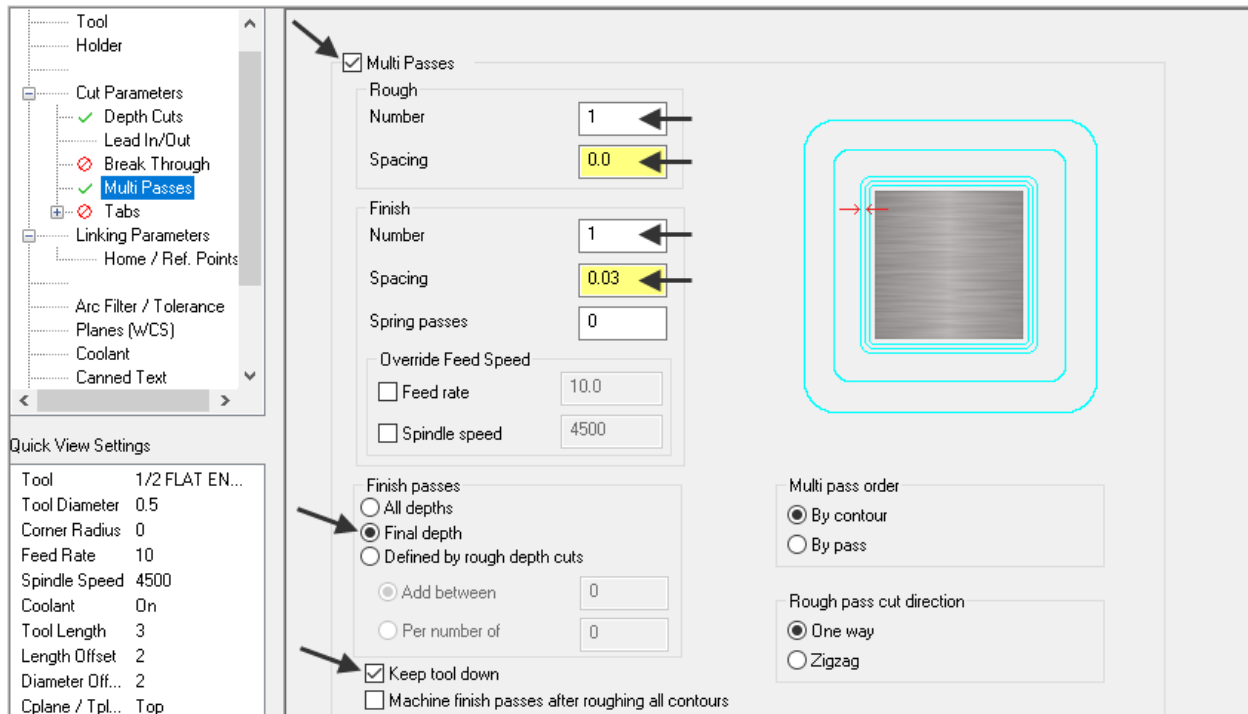 Tool
Holder
Cut Parameters
Depth Cuts
Lead In/Out
Break Through
Multi Passes
Tabs
Linking Parameters
Home / Ref. Points
Arc Filter / Tolerance
Planes (WCS)
Coolant
Canned Text
Quick View Settings
Tool 1/2 FLAT EN...
Tool Diameter 0.5
Corner Radius 0
Feed Rate 10
Spindle Speed 4500
Coolant On
Tool Length 3
Length Offset 2
Diameter Off... 2
Cplane / Tpl... Top
Multi Passes
Rough
Number 1
Spacing 0.0
Finish
Number 1
Spacing 0.03
Spring passes 0
Override Feed Speed
Feed rate 10.0
Spindle speed 4500
Finish passes
All depths
Final depth
Defined by rough depth cuts
Add between 0
Per number of 0
Keep tool down
Machine finish passes after roughing all contours
Multi pass order
By contour
By pass
Rough pass cut direction
One way
Zigzag